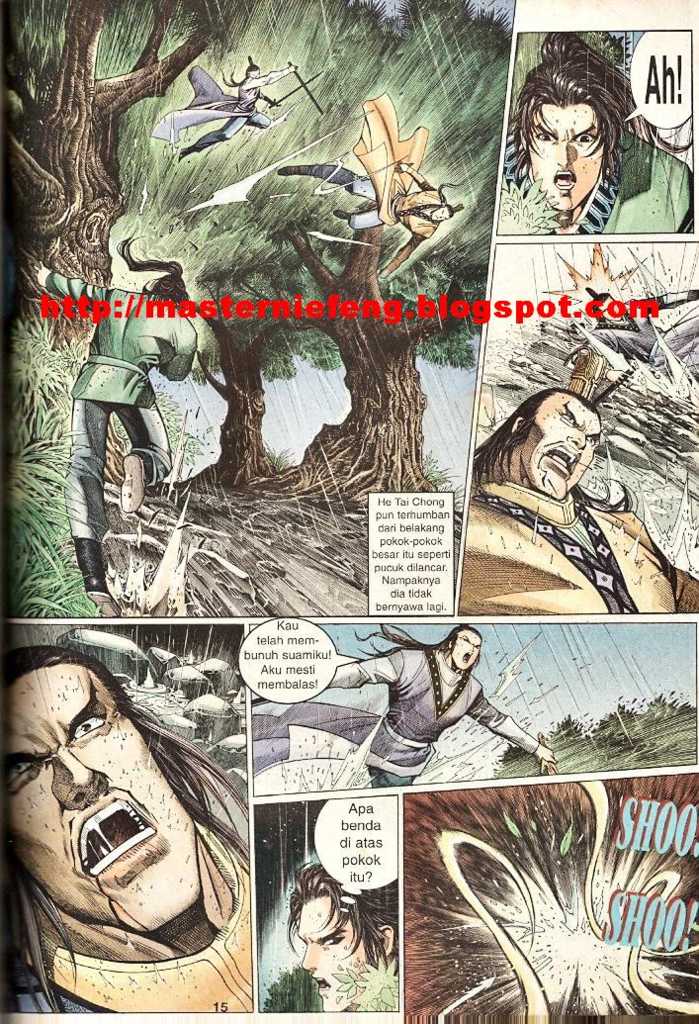 Ah!
http://masterniefeng.blogspot.com
He Tai Chong
pun terhumban
dari belakang
pokok-pokok
besar itu seperti
pucuk dilancar.
Nampaknya
dia tidak
bernyawa lagi.
Kau
telah mem-
bunuh suamiku!
Aku mesti
membalas!
Apa
benda
di atas
pokok
itu?
SHOO!
SHOO!
15